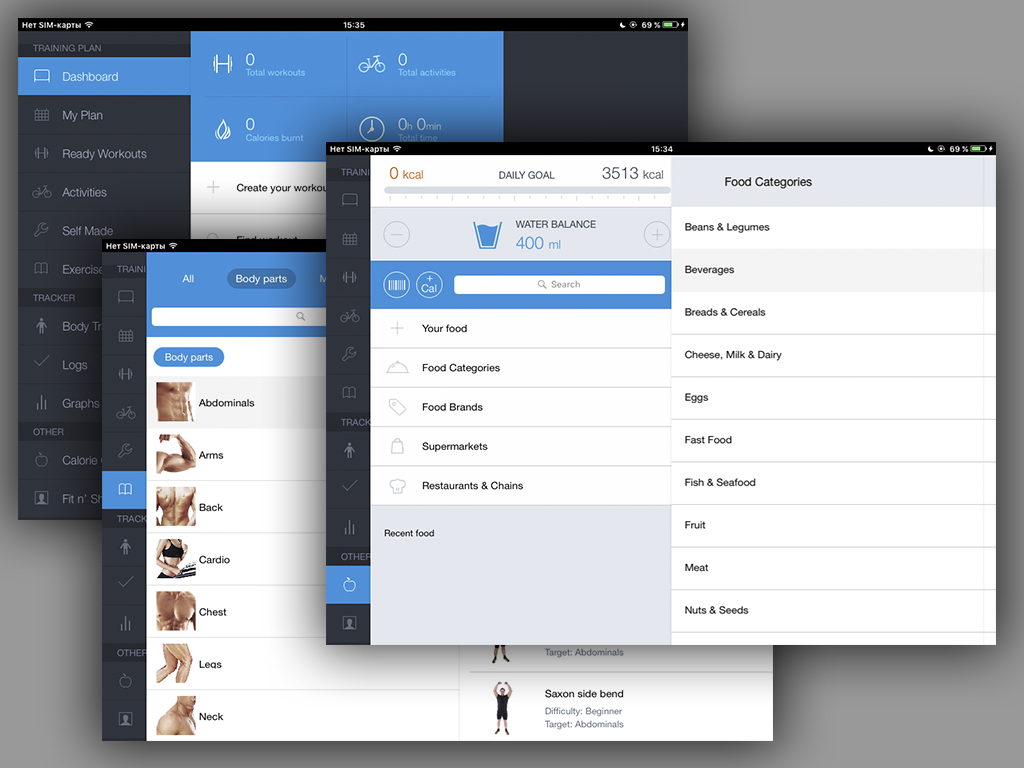 Нет SIM-карты
15:35
69 %
TRAINING PLAN
Dashboard
My Plan
Ready Workouts
Activities
Self Made
Exercise
TRACKER
Body Tr
Logs
Graphs
OTHER
Calorie
Fit n' Sh
0
Total workouts
0
Total activities
0
Calories burnt
0h 0min
Total time
Create your workou
Find workout
Нет SIM-карты
TRAINI
TRACK
OTHER
All
Body parts
M
Body parts
Abdominals
Arms
Back
Cardio
Chest
Legs
Neck
Target: Abdominals
Saxon side bend
Difficulty: Beginner
Target: Abdominals
Нет SIM-карты
15:34
69 %
TRAINI
TRACK
OTHER
0 kcal
DAILY GOAL
3513 kcal
WATER BALANCE
400 ml
+
Cal
Search
Your food
Food Categories
Food Brands
Supermarkets
Restaurants & Chains
Recent food
Food Categories
Beans & Legumes
Beverages
Breads & Cereals
Cheese, Milk & Dairy
Eggs
Fast Food
Fish & Seafood
Fruit
Meat
Nuts & Seeds